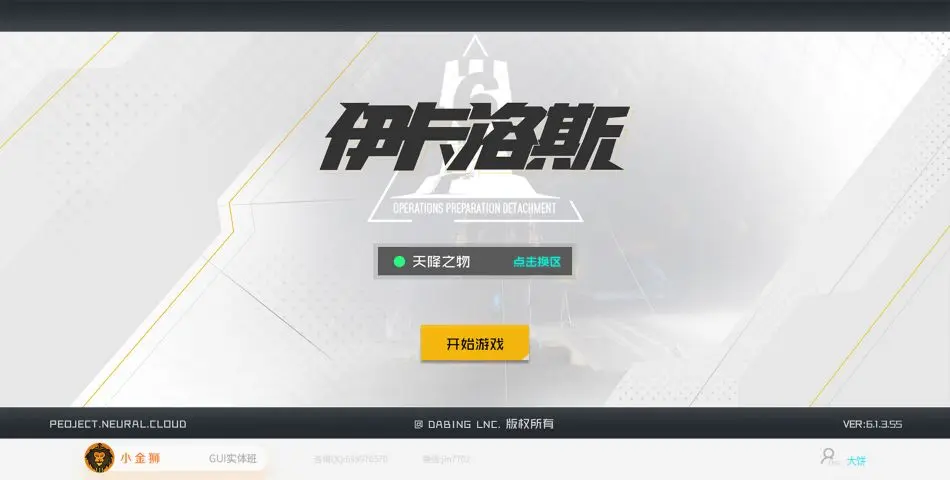 6
伊卡洛斯
OPERATIONS PREPARATION DETACHMENT
天降之物 点击换区
开始游戏
PEOJECT.NEURAL.CLOUD
@ DABING LNC. 版权所有
VER:6.1.3.55
小金狮 GUI实体班
大饼